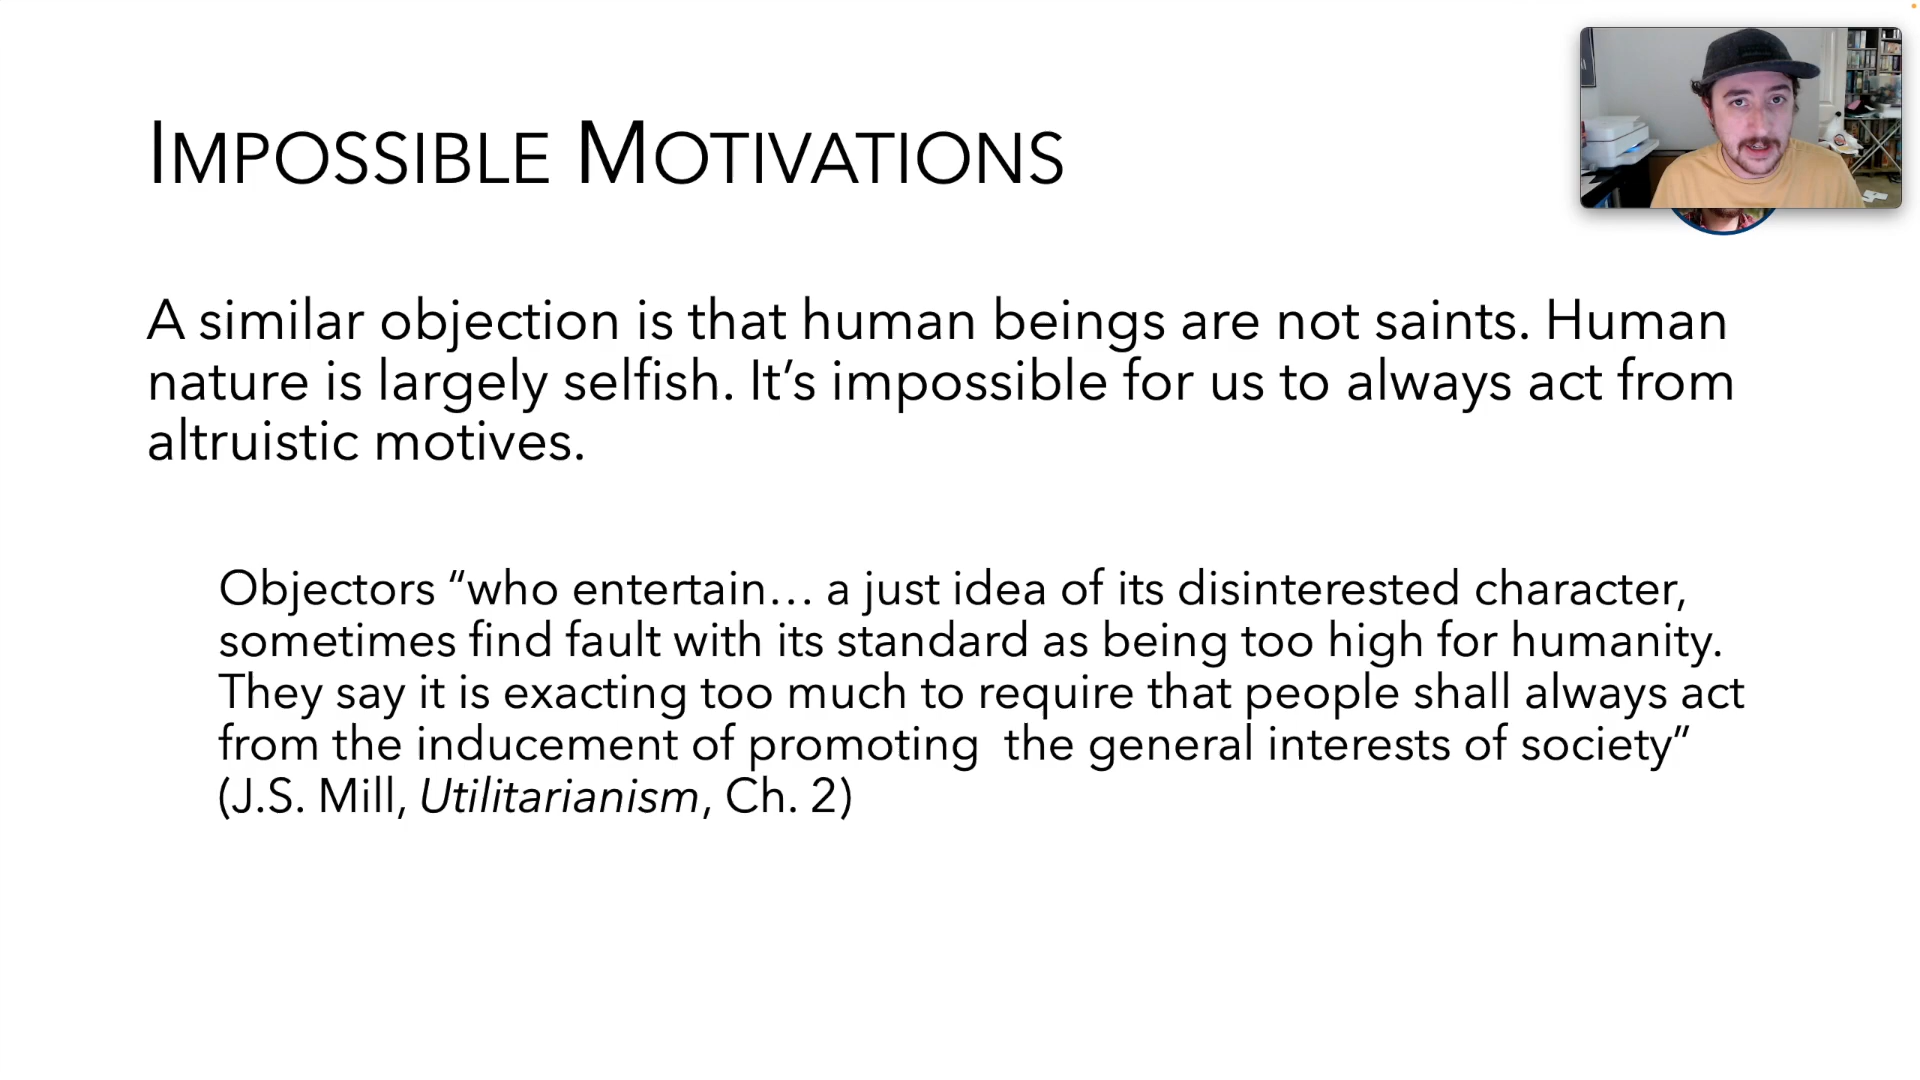 IMPOSSIBLE MOTIVATIONS
A similar objection is that human beings are not saints. Human
nature is largely selfish. It’s impossible for us to always act from
altruistic motives.
Objectors “who entertain… a just idea of its disinterested character,
sometimes find fault with its standard as being too high for humanity.
They say it is exacting too much to require that people shall always act
from the inducement of promoting  the general interests of society”
(J.S. Mill, Utilitarianism, Ch. 2)